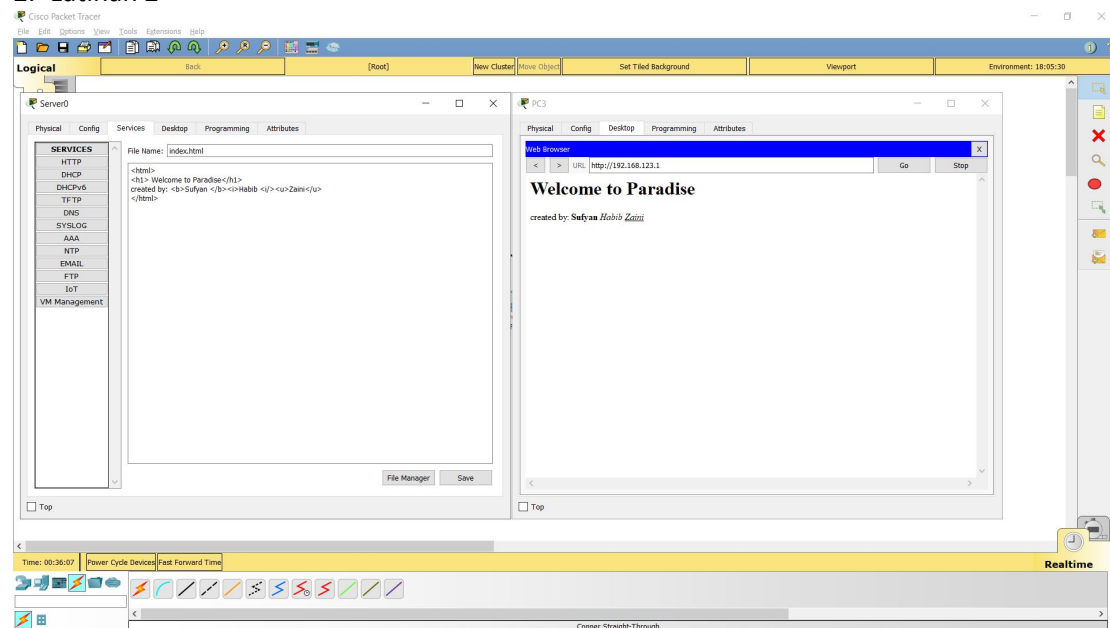 2. Latihan 2
Cisco Packet Tracer
File Edit Options View Tools Extensions Help
Logical Back [Root] New Cluster Move Object Set Tiled Background Viewport Environment: 18:05:30
Server0
Physical Config Services Desktop Programming Attributes
SERVICES
HTTP
DHCP
DHCPv6
TFTP
DNS
SYSLOG
AAA
NTP
EMAIL
FTP
IoT
VM Management
File Name: index.html
<html>
<h1> Welcome to Paradise</h1>
created by: <b>Sufyan </b><i>Habib <i/><u>Zaini</u>
</html>
File Manager Save
Top
PC3
Physical Config Desktop Programming Attributes
Web Browser X
< > URL http://192.168.123.1 Go Stop
Welcome to Paradise
created by: Sufyan Habib Zaini
Top
Time: 00:36:07 Power Cycle Devices Fast Forward Time Realtime
Copper Straight-Through